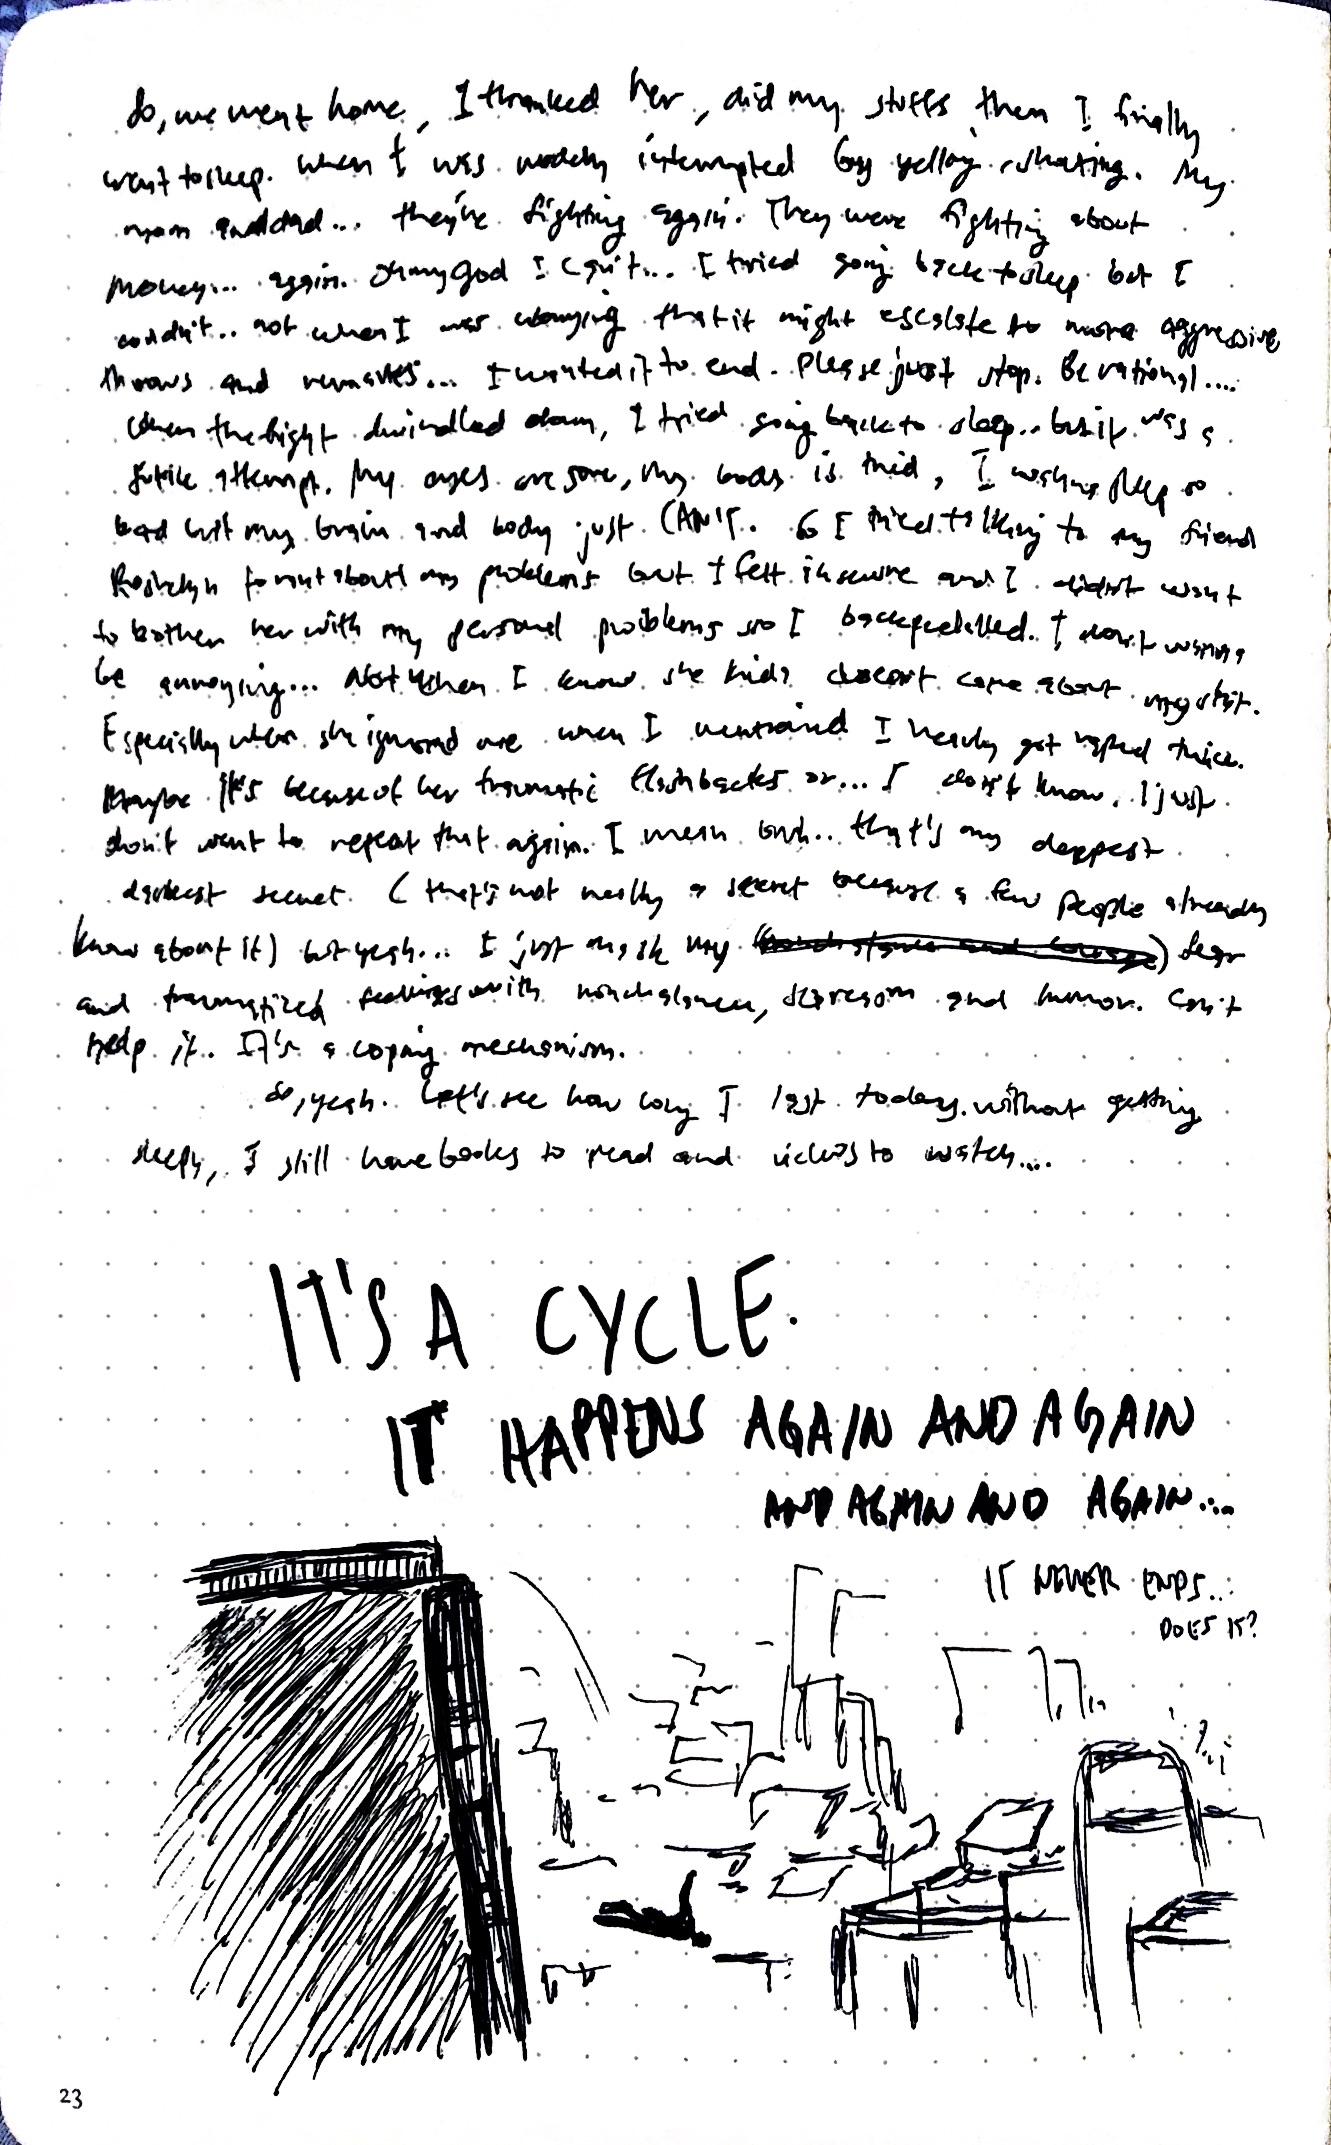 So, we went home, I thanked her, did my stuffs then I finally
went to sleep. When I was rudely interrupted by yelling, shouting. My
mom and dad... they're fighting again. They were fighting about
money... again. Ohmygod I can't... I tried going back to sleep but I
couldn't.. not when I was worrying that it might escalate to more aggressive
throws and remarks... I wanted it to end. Please just stop. Be rational....
When the fight dwindled down, I tried going back to sleep.. but it was a
futile attempt. My eyes are sore, my body is tired, I wanna sleep so
bad but my brain and body just CAN'T.. So I tried talking to my friend
to vent about my problems but I felt insecure and I didn't want
to bother her with my personal problems so I backpedalled. I don't wanna
be annoying... Not when I know she kinda doesn't care about my shit.
Especially when she ignored me when I mentioned I nearly got raped twice.
Maybe it's because of her traumatic flashbacks or... I don't know, I just
don't want to repeat that again. I mean bruh.. that's my deepest
darkest secret. (that's not really a secret because a few people already
know about it) but yeah... I just mask my (nonchalance and courage) fear
and traumatized feelings with nonchalance, sarcasm and humor. Can't
help it. It's a coping mechanism.
So, yeah. Let's see how long I last today without getting
sleepy, I still have books to read and videos to watch....
IT'S A CYCLE.
IT HAPPENS AGAIN AND AGAIN
AND AGAIN AND AGAIN...
IT NEVER ENDS...
DOES IT?
23